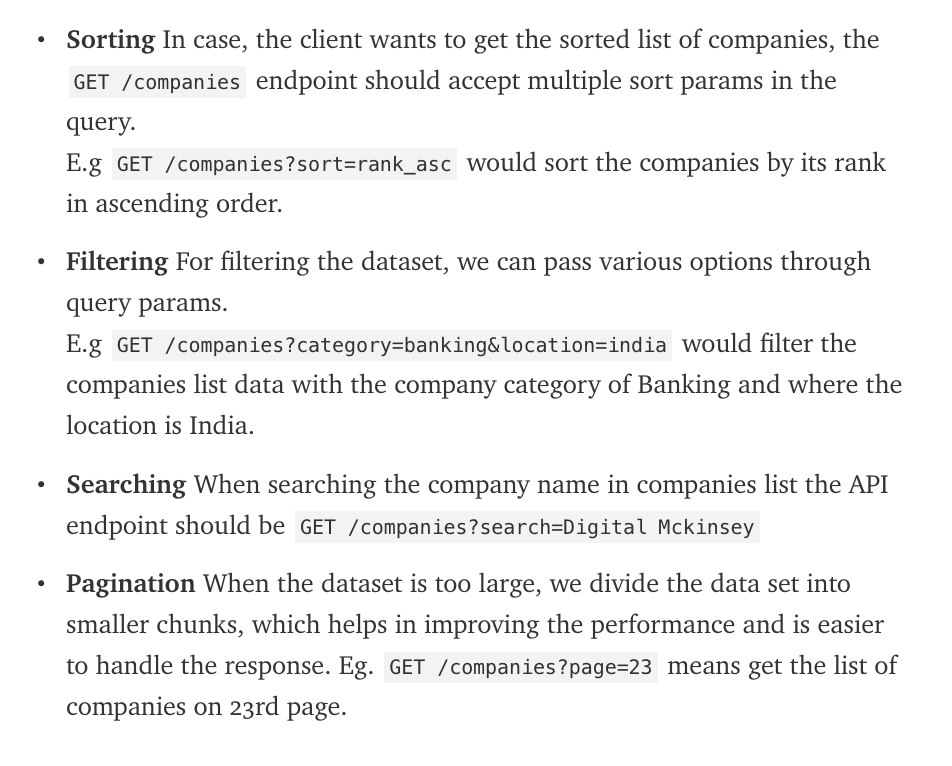 • Sorting In case, the client wants to get the sorted list of companies, the
GET /companies endpoint should accept multiple sort params in the
query.
E.g GET /companies?sort=rank_asc would sort the companies by its rank
in ascending order.
• Filtering For filtering the dataset, we can pass various options through
query params.
E.g GET /companies?category=banking&location=india would filter the
companies list data with the company category of Banking and where the
location is India.
• Searching When searching the company name in companies list the API
endpoint should be GET /companies?search=Digital Mckinsey
• Pagination When the dataset is too large, we divide the data set into
smaller chunks, which helps in improving the performance and is easier
to handle the response. Eg. GET /companies?page=23 means get the list of
companies on 23rd page.